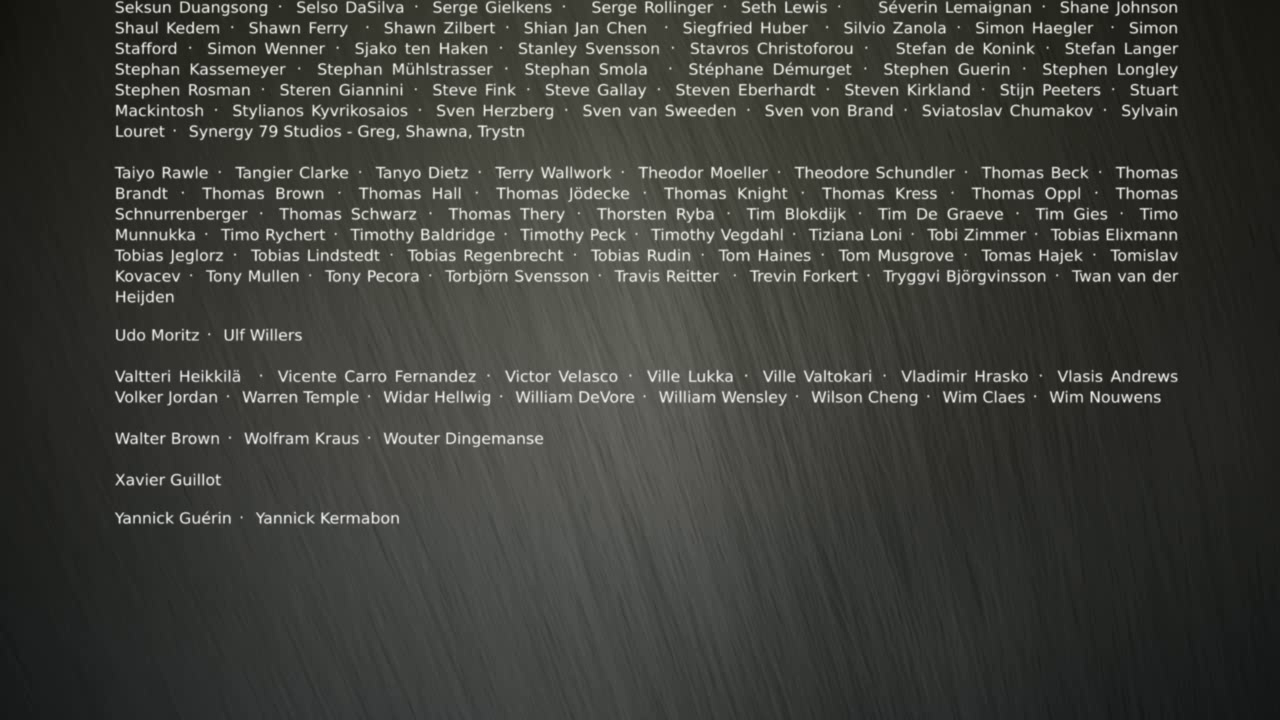 Seksun Duangsong · Selso DaSilva · Serge Gielkens · Serge Rollinger · Seth Lewis · Séverin Lemaignan · Shane Johnson
Shaul Kedem · Shawn Ferry · Shawn Zilbert · Shian Jan Chen · Siegfried Huber · Silvio Zanola · Simon Haegler · Simon
Stafford · Simon Wenner · Sjako ten Haken · Stanley Svensson · Stavros Christoforou · Stefan de Konink · Stefan Langer
Stephan Kassemeyer · Stephan Mühlstrasser · Stephan Smola · Stéphane Démurget · Stephen Guerin · Stephen Longley
Stephen Rosman · Steren Giannini · Steve Fink · Steve Gallay · Steven Eberhardt · Steven Kirkland · Stijn Peeters · Stuart
Mackintosh · Stylianos Kyvrikosaios · Sven Herzberg · Sven van Sweeden · Sven von Brand · Sviatoslav Chumakov · Sylvain
Louret · Synergy 79 Studios - Greg, Shawna, Trystn
Taiyo Rawle · Tangier Clarke · Tanyo Dietz · Terry Wallwork · Theodor Moeller · Theodore Schundler · Thomas Beck · Thomas
Brandt · Thomas Brown · Thomas Hall · Thomas Jödecke · Thomas Knight · Thomas Kress · Thomas Oppl · Thomas
Schnurrenberger · Thomas Schwarz · Thomas Thery · Thorsten Ryba · Tim Blokdijk · Tim De Graeve · Tim Gies · Timo
Munnukka · Timo Rychert · Timothy Baldridge · Timothy Peck · Timothy Vegdahl · Tiziana Loni · Tobi Zimmer · Tobias Elixmann
Tobias Jeglorz · Tobias Lindstedt · Tobias Regenbrecht · Tobias Rudin · Tom Haines · Tom Musgrove · Tomas Hajek · Tomislav
Kovacev · Tony Mullen · Tony Pecora · Torbjörn Svensson · Travis Reitter · Trevin Forkert · Tryggvi Björgvinsson · Twan van der
Heijden
Udo Moritz · Ulf Willers
Valtteri Heikkilä · Vicente Carro Fernandez · Victor Velasco · Ville Lukka · Ville Valtokari · Vladimir Hrasko · Vlasis Andrews
Volker Jordan · Warren Temple · Widar Hellwig · William DeVore · William Wensley · Wilson Cheng · Wim Claes · Wim Nouwens
Walter Brown · Wolfram Kraus · Wouter Dingemanse
Xavier Guillot
Yannick Guérin · Yannick Kermabon